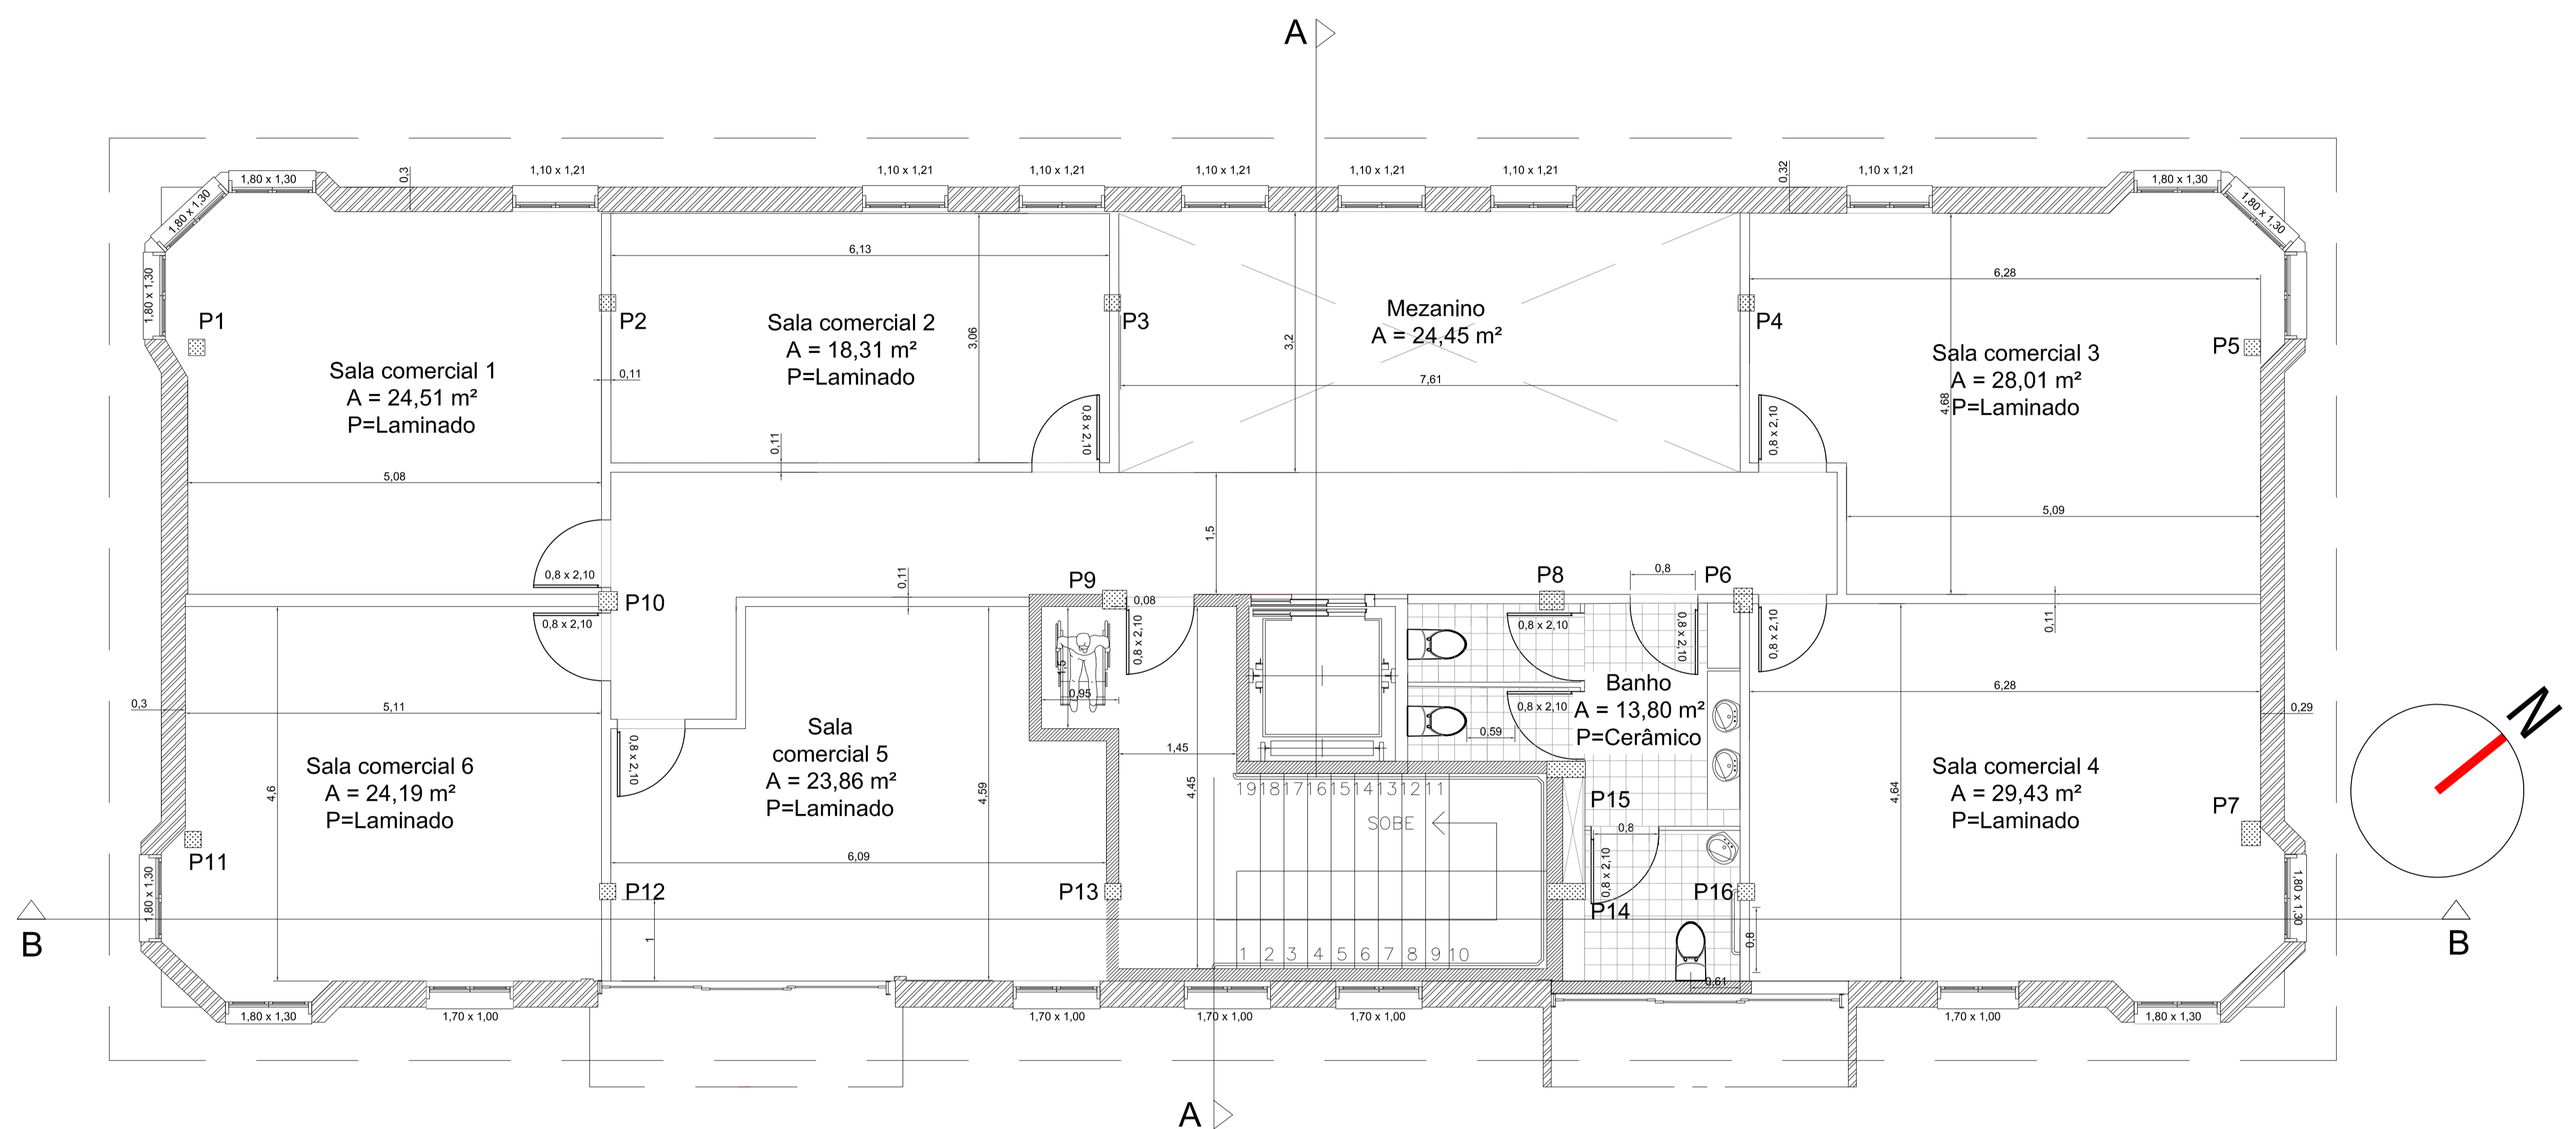 A
1,10 x 1,21
1,10 x 1,21
1,10 x 1,21
1,10 x 1,21
1,10 x 1,21
1,10 x 1,21
1,10 x 1,21
0,3
0,32
1,80 x 1,30
1,80 x 1,30
1,80 x 1,30
1,80 x 1,30
1,80 x 1,30
P1
P2
P3
P4
P5
6,13
3,06
0,11
0,11
3,2
7,61
6,28
4,68
5,09
5,08
1,5
Sala comercial 1
A = 24,51 m²
P=Laminado
Sala comercial 2
A = 18,31 m²
P=Laminado
0,8 x 2,10
Mezanino
A = 24,45 m²
Sala comercial 3
A = 28,01 m²
P=Laminado
0,8 x 2,10
0,8 x 2,10
P10
0,8 x 2,10
0,11
P9
0,08
0,8 x 2,10
1,5
0,95
P8
0,8
P6
0,8 x 2,10
0,8 x 2,10
0,8 x 2,10
0,8 x 2,10
0,11
0,59
Banho
A = 13,80 m²
P=Cerâmico
6,28
0,29
N
0,3
5,11
4,6
Sala comercial 6
A = 24,19 m²
P=Laminado
0,8 x 2,10
Sala
comercial 5
A = 23,86 m²
P=Laminado
4,59
6,09
1,45
4,45
19 18 17 16 15 14 13 12 11
SOBE
1 2 3 4 5 6 7 8 9 10
P15
0,8
0,8 x 2,10
P14
P16
0,8
0,61
4,64
Sala comercial 4
A = 29,43 m²
P=Laminado
P7
P11
P12
P13
1
1,80 x 1,30
1,80 x 1,30
B
B
1,80 x 1,30
1,70 x 1,00
1,70 x 1,00
1,70 x 1,00
1,70 x 1,00
1,70 x 1,00
1,80 x 1,30
A